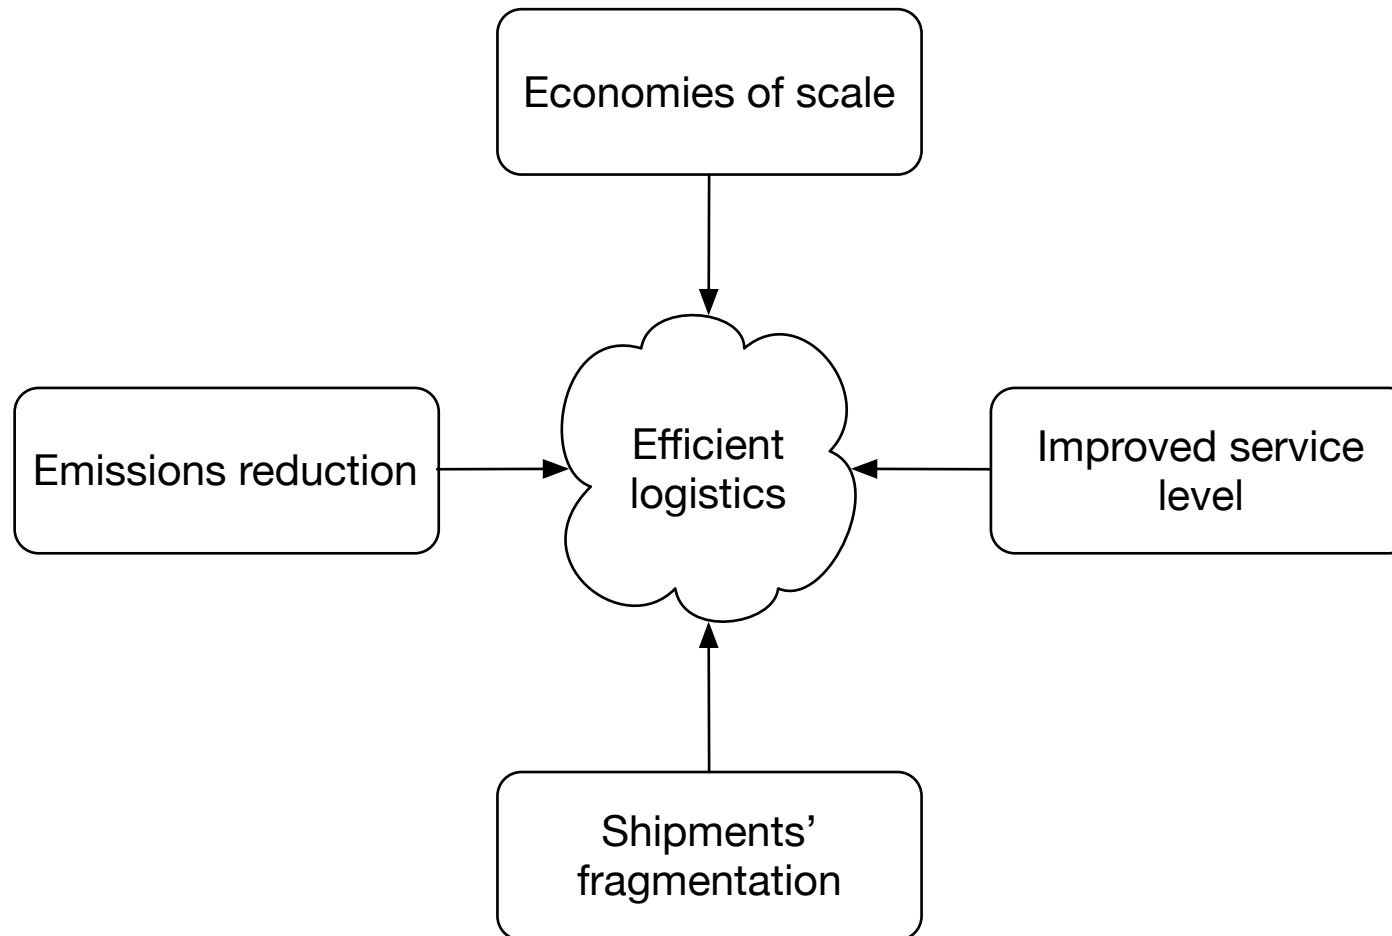 Economies of scale
Emissions reduction
Efficient
logistics
Improved service
level
Shipments’
fragmentation